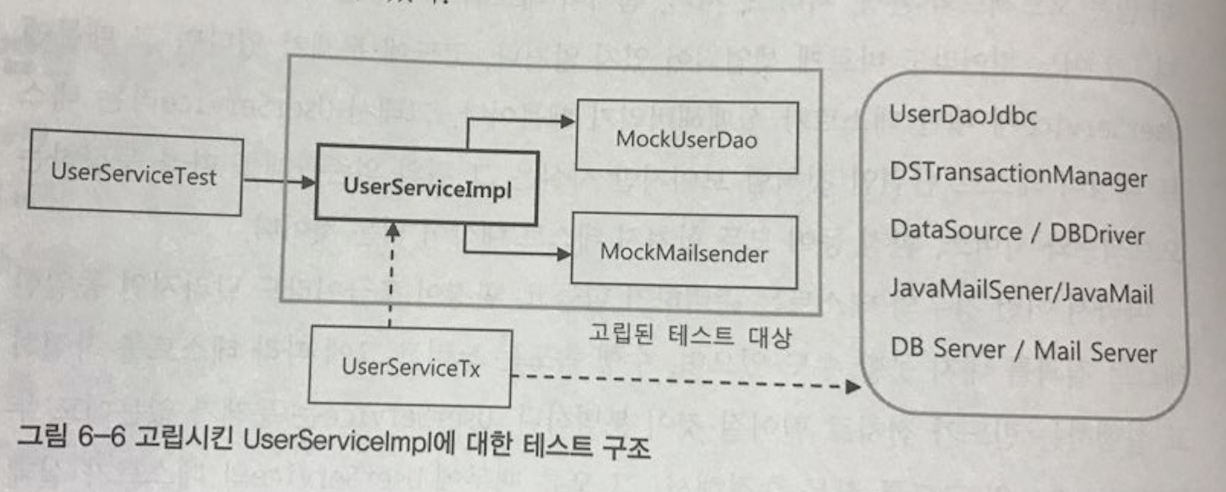 UserServiceTest
UserServiceImpl
MockUserDao
MockMailsender
고립된 테스트 대상
UserServiceTx
UserDaoJdbc
DSTransactionManager
DataSource / DBDriver
JavaMailSener/JavaMail
DB Server / Mail Server
그림 6–6 고립시킨 UserServiceImpl에 대한 테스트 구조